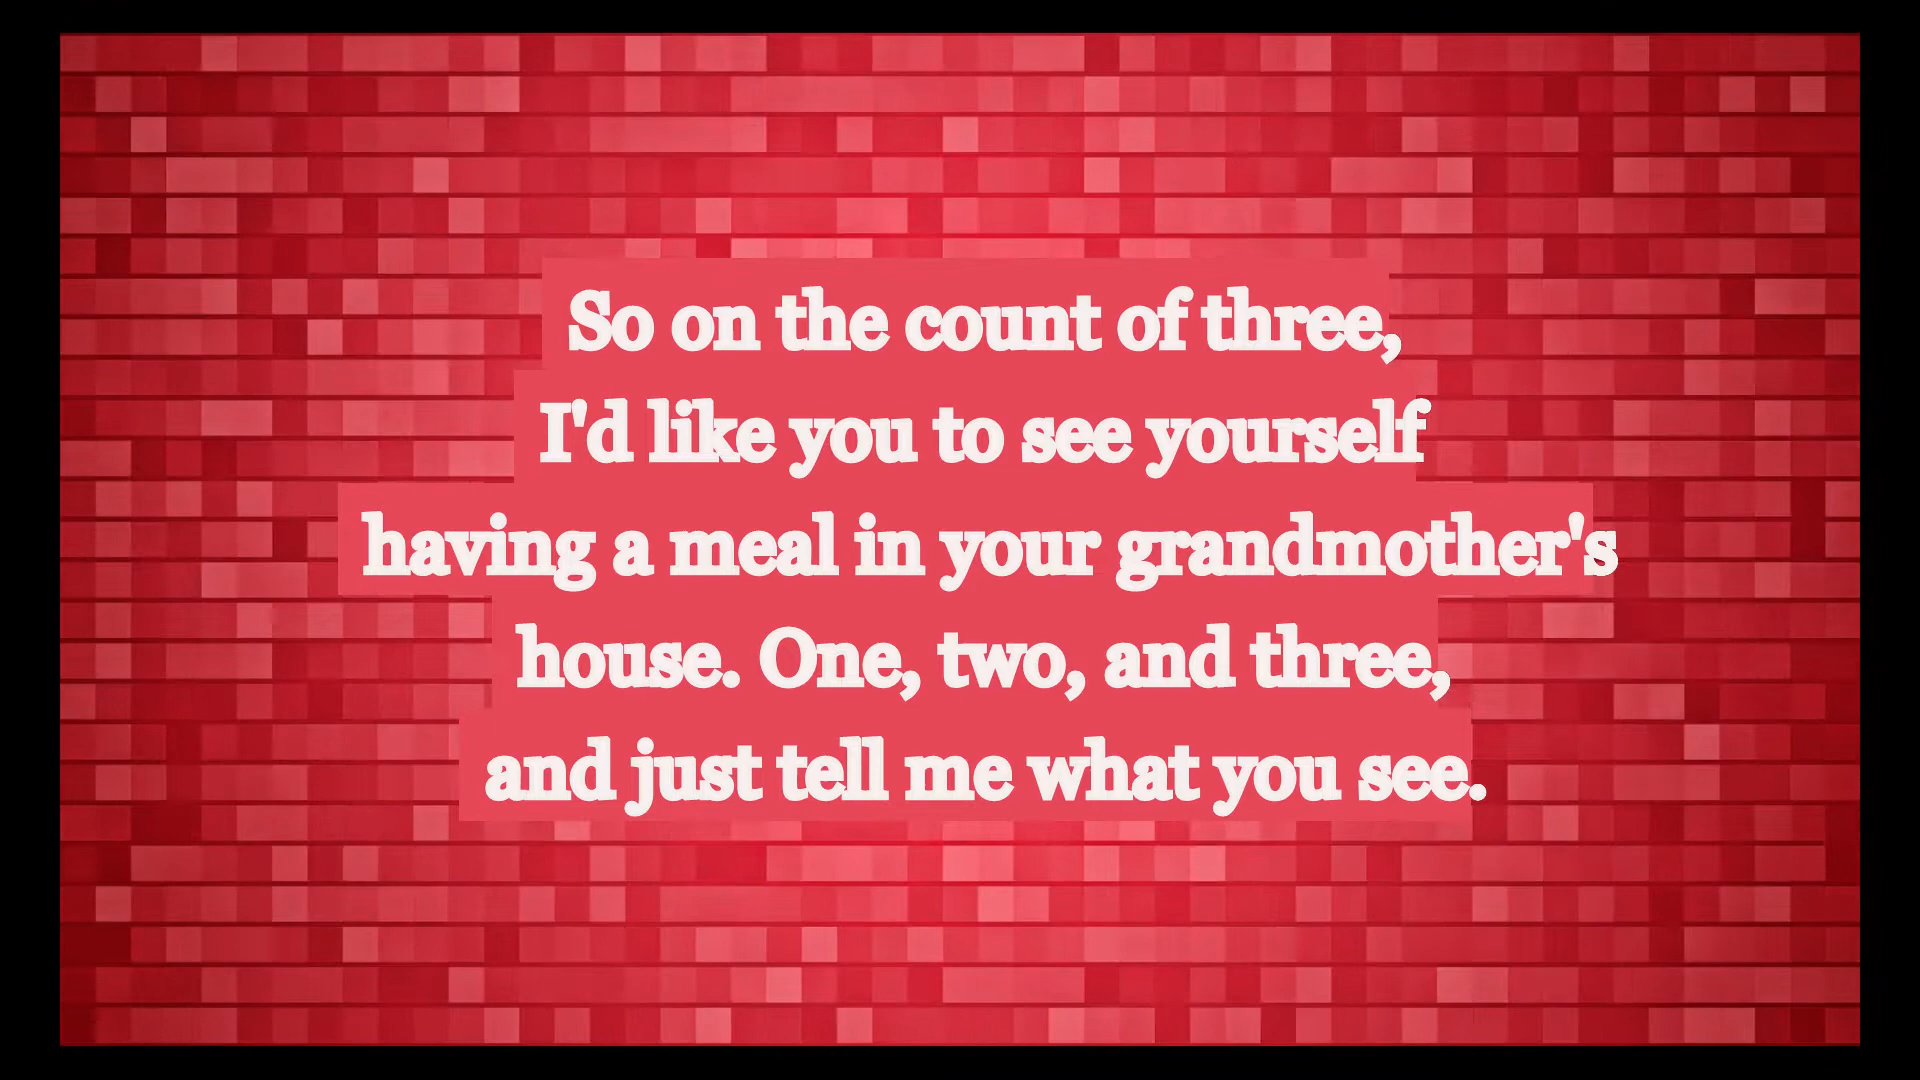 So on the count of three,
I'd like you to see yourself
having a meal in your grandmother's
house. One, two, and three,
and just tell me what you see.